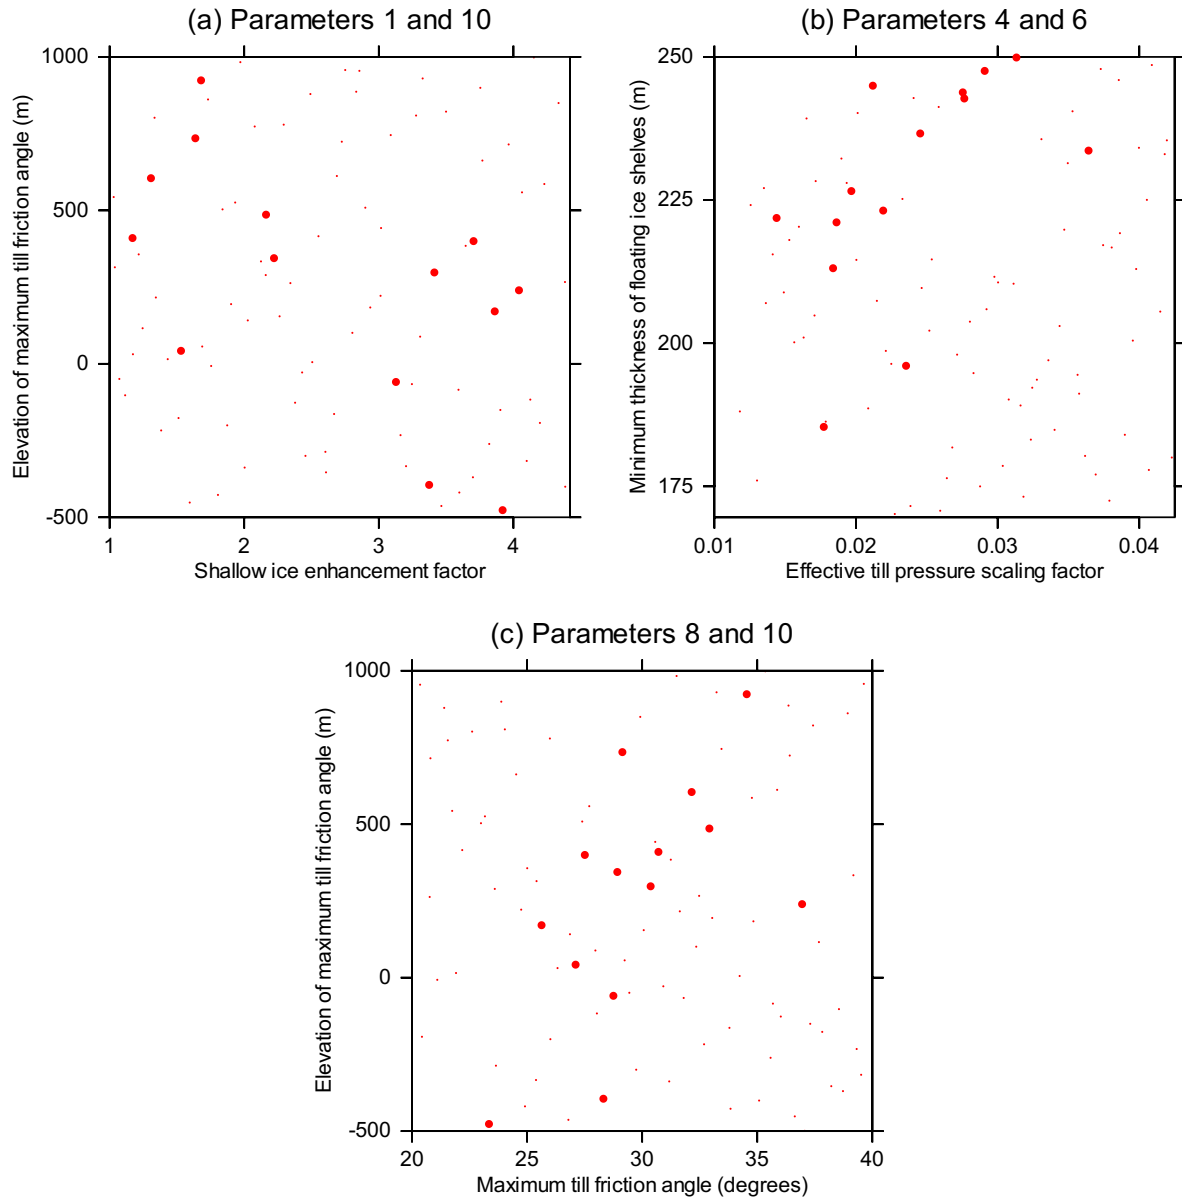 (a) Parameters 1 and 10
1000
500
0
-500
Elevation of maximum till friction angle (m)
1 2 3 4
Shallow ice enhancement factor
(b) Parameters 4 and 6
250
225
200
175
Minimum thickness of floating ice shelves (m)
0.01 0.02 0.03 0.04
Effective till pressure scaling factor
(c) Parameters 8 and 10
1000
500
0
-500
Elevation of maximum till friction angle (m)
20 25 30 35 40
Maximum till friction angle (degrees)